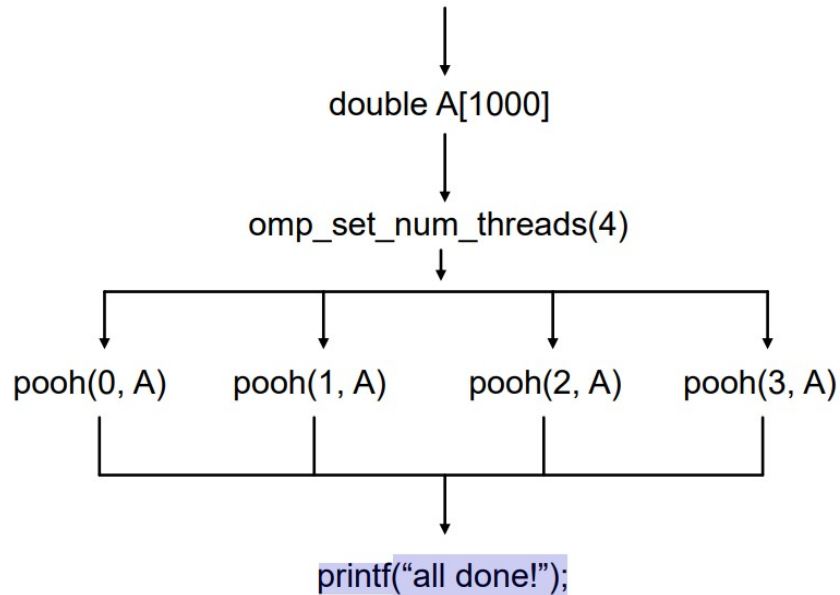 double A[1000]
omp_set_num_threads(4)
pooh(0, A) pooh(1, A) pooh(2, A) pooh(3, A)
printf(“all done!”);